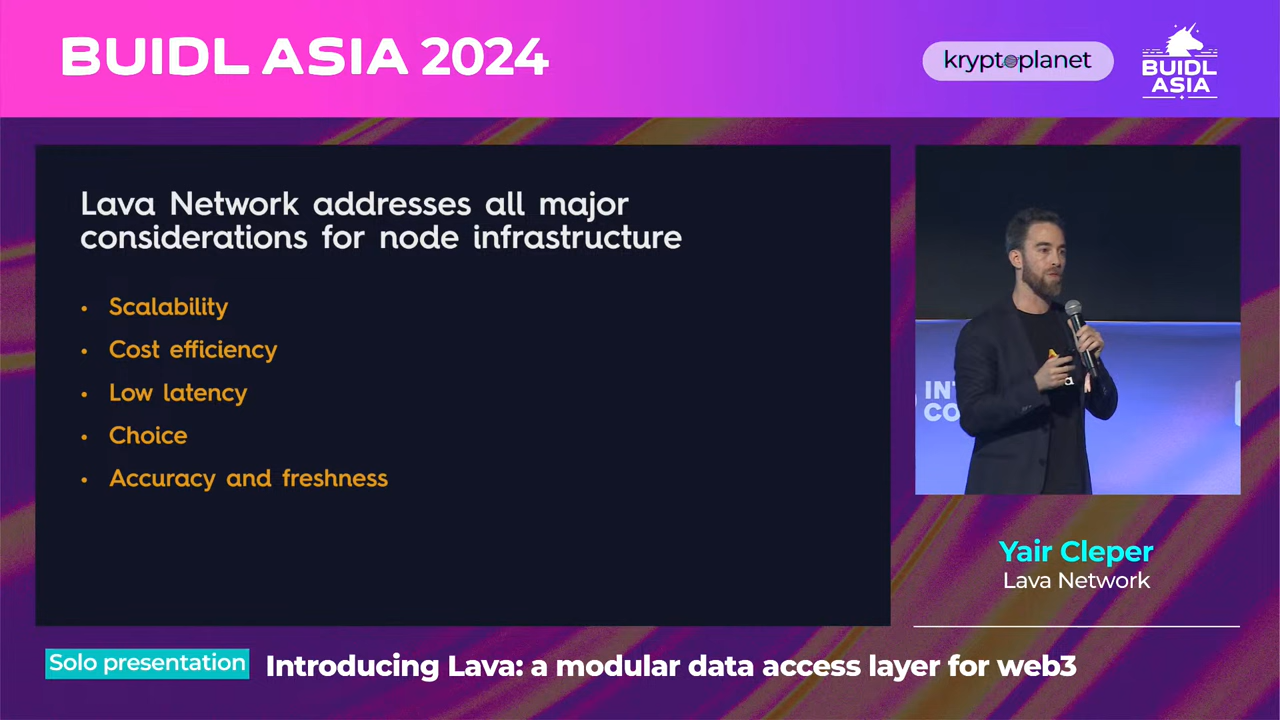 BUIDL ASIA 2024
kryptoplanet
BUIDL
ASIA
Lava Network addresses all major
considerations for node infrastructure
• Scalability
• Cost efficiency
• Low latency
• Choice
• Accuracy and freshness
INT
CO
Yair Cleper
Lava Network
Solo presentation
Introducing Lava: a modular data access layer for web3